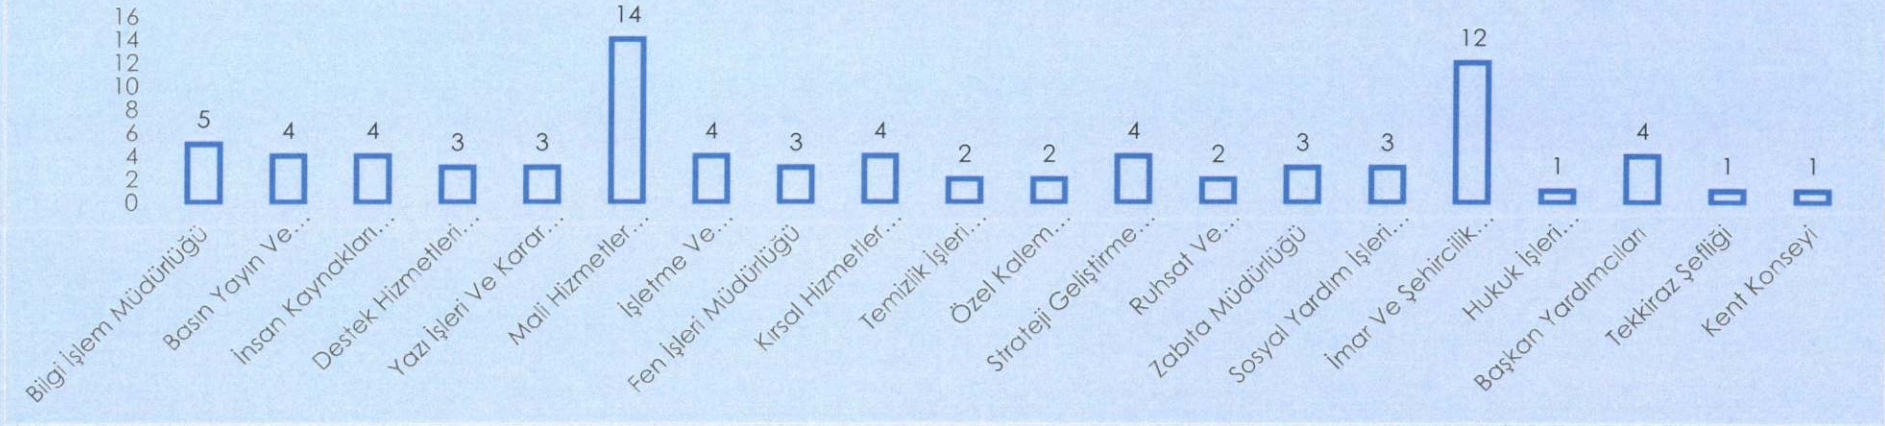 16
14
12
10
8
6
4
2
0
5
4
4
3
3
14
4
3
4
2
2
4
2
3
3
12
1
4
1
1
Bilgi İşlem Müdürlüğü
Basın Yayın Ve...
İnsan Kaynakları...
Destek Hizmetleri...
Yazı İşleri Ve Karar...
Mali Hizmetler...
İşletme Ve...
Fen İşleri Müdürlüğü
Kırsal Hizmetler...
Temizlik İşleri...
Özel Kalem...
Strateji Geliştirme...
Ruhsat Ve...
Zabıta Müdürlüğü
Sosyal Yardım İşleri...
İmar Ve Şehircilik...
Hukuk İşleri...
Başkan Yardımcıları
Tekkiraz Şefliği
Kent Konseyi